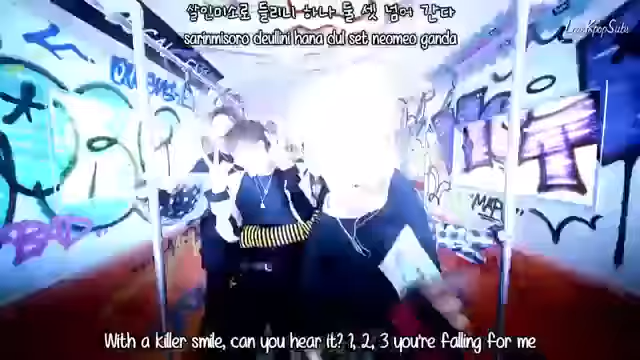 살인미소로 들리니 하나 둘 셋 넘어 간다
sarinmisoro deullini hana dul set neomeo ganda
LoveKpopSubs
BAD
MAP
With a killer smile, can you hear it? 1, 2, 3 you're falling for me